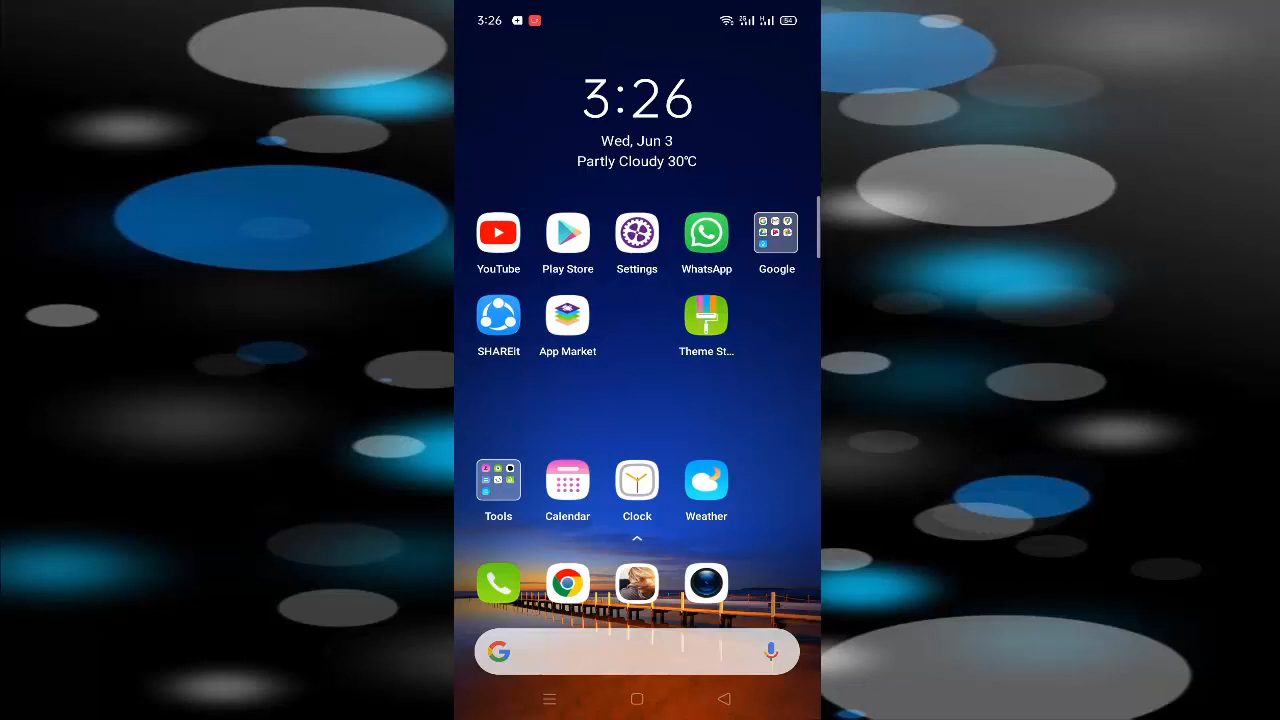 3:26
54
3:26
Wed, Jun 3
Partly Cloudy 30℃
YouTube
Play Store
Settings
WhatsApp
Google
SHAREit
App Market
Theme St...
Tools
Calendar
Clock
Weather